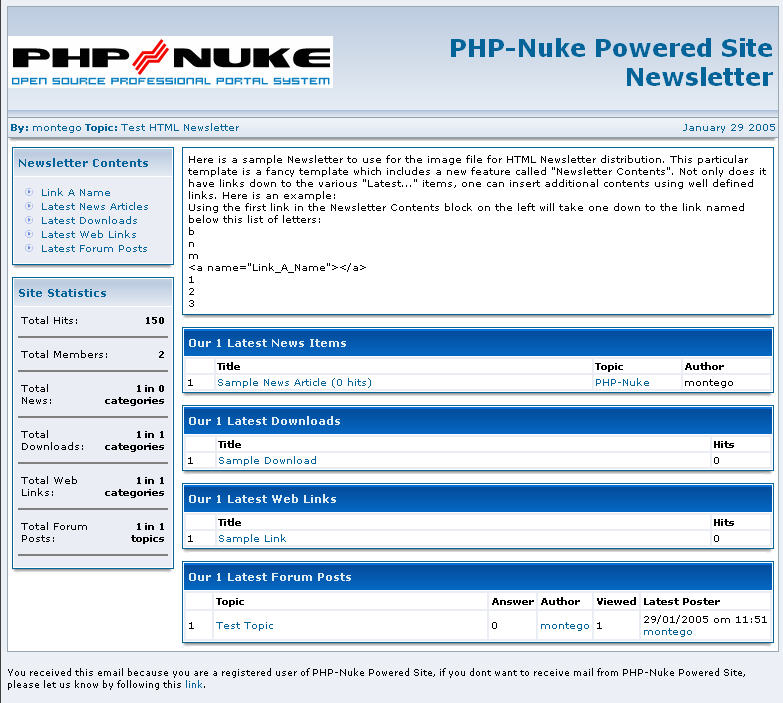 PHP-NUKE
OPEN SOURCE PROFESSIONAL PORTAL SYSTEM
PHP-Nuke Powered Site
Newsletter
By: montego Topic: Test HTML Newsletter January 29 2005
Newsletter Contents
Link A Name
Latest News Articles
Latest Downloads
Latest Web Links
Latest Forum Posts
Site Statistics
Total Hits: 150
Total Members: 2
Total 1 in 0
News: categories
Total 1 in 1
Downloads: categories
Total Web 1 in 1
Links: categories
Total Forum 1 in 1
Posts: topics
Here is a sample Newsletter to use for the image file for HTML Newsletter distribution. This particular
template is a fancy template which includes a new feature called "Newsletter Contents". Not only does it
have links down to the various "Latest..." items, one can insert additional contents using well defined
links. Here is an example:
Using the first link in the Newsletter Contents block on the left will take one down to the link named
below this list of letters:
b
n
m
<a name="Link_A_Name"></a>
1
2
3
Our 1 Latest News Items
Title Topic Author
1 Sample News Article (0 hits) PHP-Nuke montego
Our 1 Latest Downloads
Title Hits
1 Sample Download 0
Our 1 Latest Web Links
Title Hits
1 Sample Link 0
Our 1 Latest Forum Posts
Topic Answer Author Viewed Latest Poster
1 Test Topic 0 montego 1 29/01/2005 om 11:51
montego
You received this email because you are a registered user of PHP-Nuke Powered Site, if you dont want to receive mail from PHP-Nuke Powered Site,
please let us know by following this link.